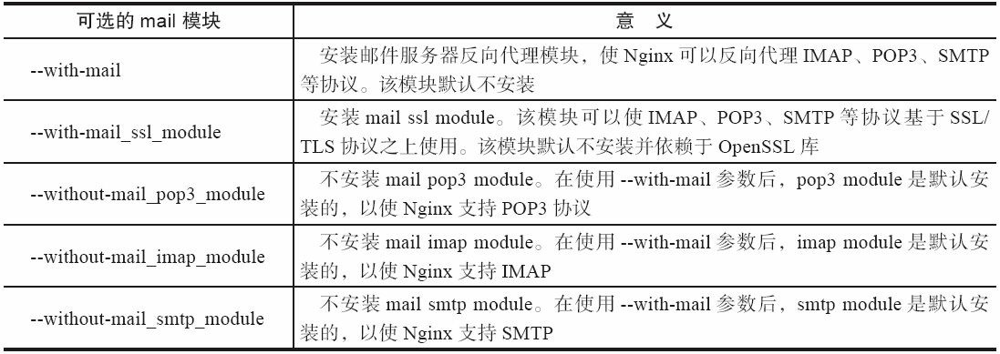 可选的 mail 模块
意 义
--with-mail
安装邮件服务器反向代理模块，使 Nginx 可以反向代理 IMAP、POP3、SMTP
等协议。该模块默认不安装
--with-mail_ssl_module
安装 mail ssl module。该模块可以使 IMAP、POP3、SMTP 等协议基于 SSL/
TLS 协议之上使用。该模块默认不安装并依赖于 OpenSSL 库
--without-mail_pop3_module
不安装 mail pop3 module。在使用 --with-mail 参数后，pop3 module 是默认安
装的，以使 Nginx 支持 POP3 协议
--without-mail_imap_module
不安装 mail imap module。在使用 --with-mail 参数后，imap module 是默认安
装的，以使 Nginx 支持 IMAP
--without-mail_smtp_module
不安装 mail smtp module。在使用 --with-mail 参数后，smtp module 是默认安
装的，以使 Nginx 支持 SMTP